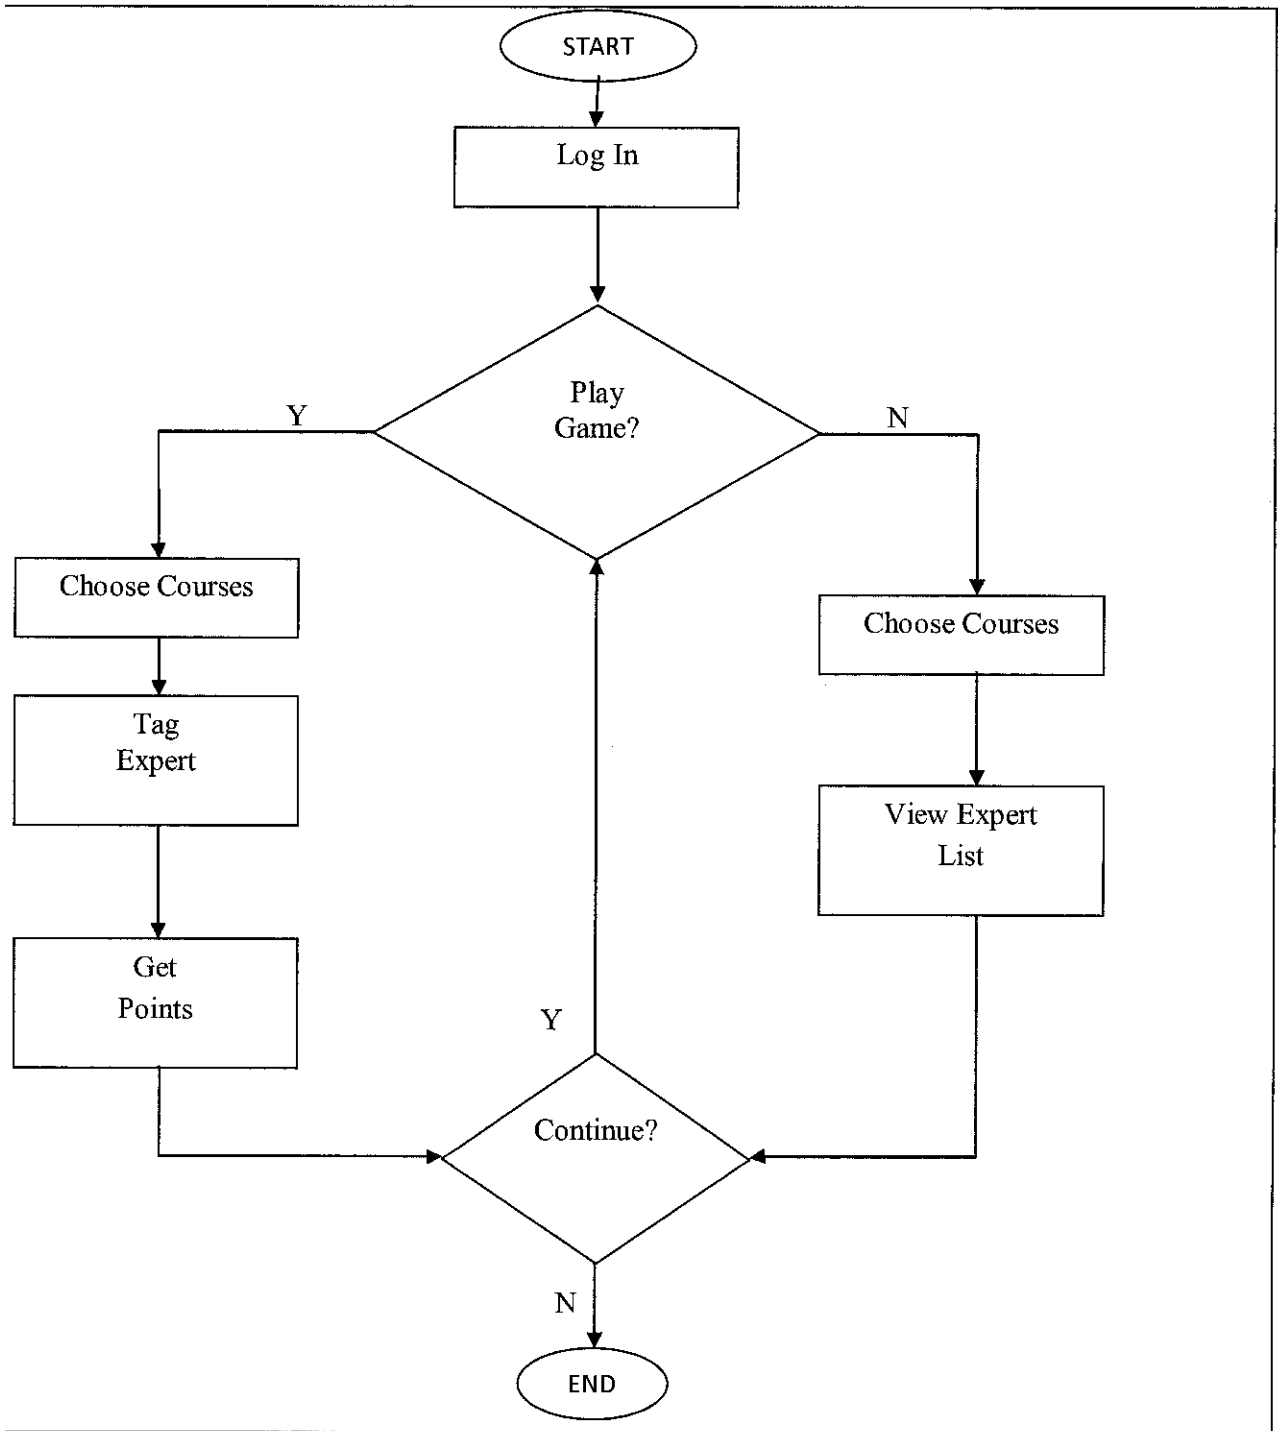 START
Log In
Play
Game?
Y
N
Choose Courses
Choose Courses
Tag
Expert
View Expert
List
Get
Points
Y
Continue?
N
END